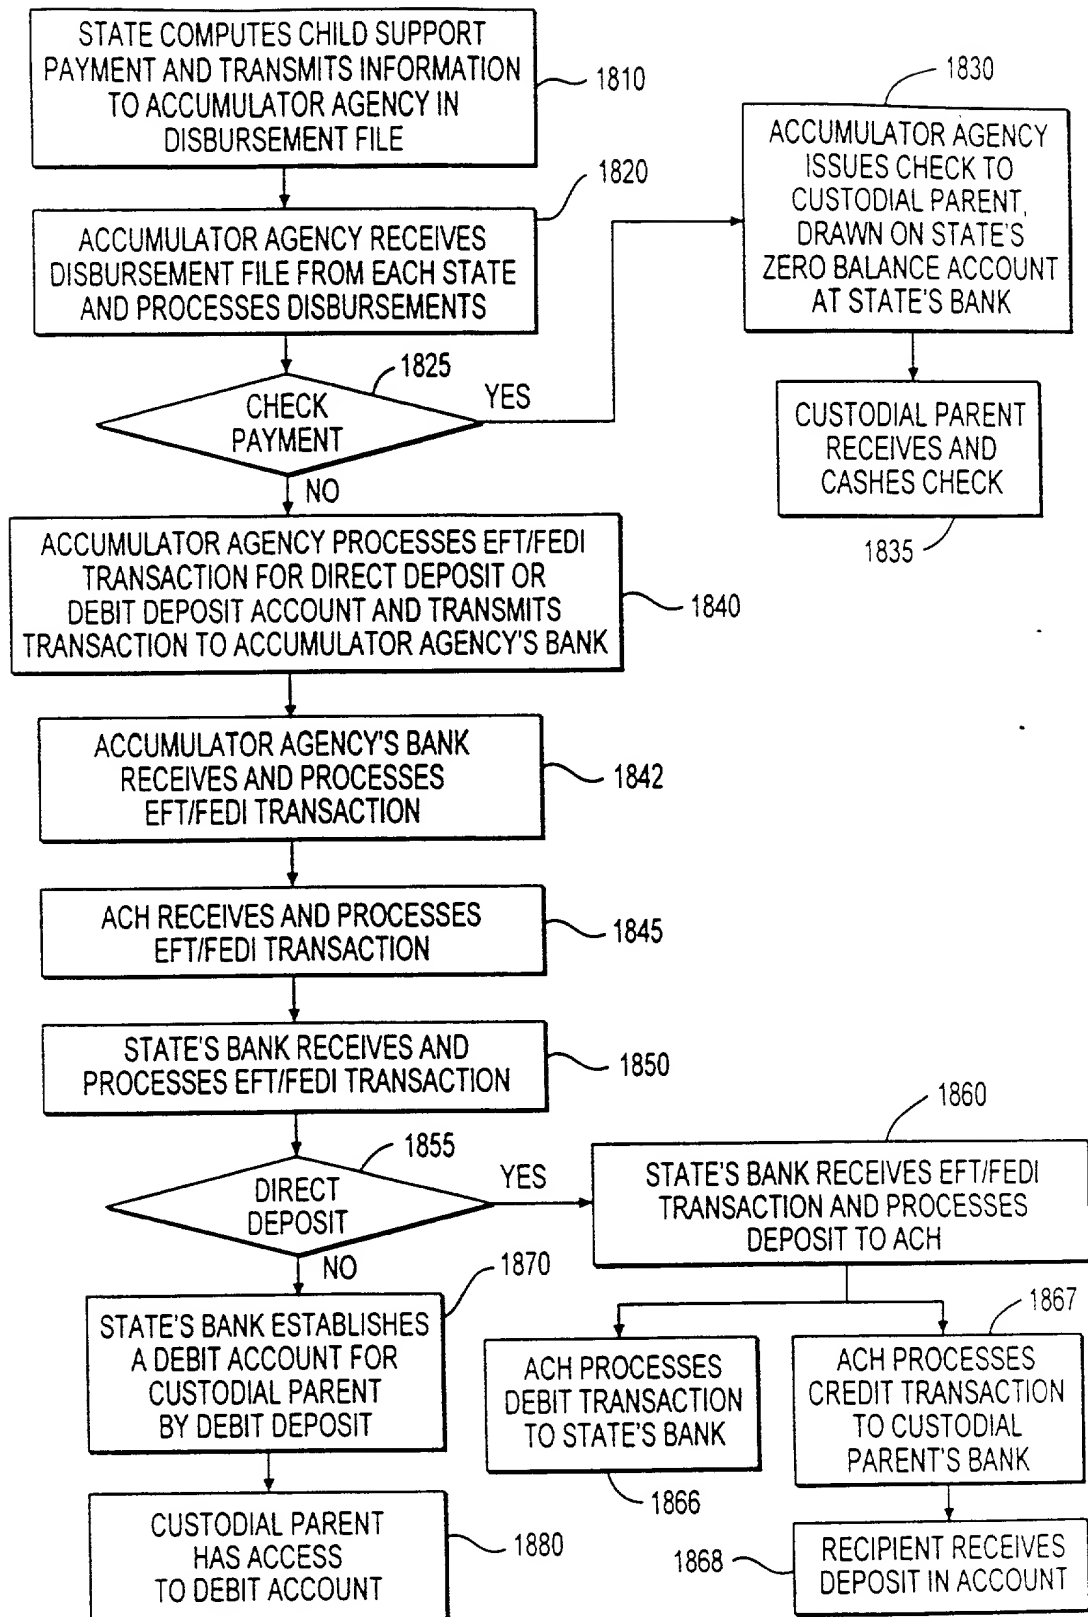 STATE COMPUTES CHILD SUPPORT
PAYMENT AND TRANSMITS INFORMATION
TO ACCUMULATOR AGENCY IN
DISBURSEMENT FILE
1810
ACCUMULATOR AGENCY RECEIVES
DISBURSEMENT FILE FROM EACH STATE
AND PROCESSES DISBURSEMENTS
1820
CHECK
PAYMENT
1825
YES
NO
1830
ACCUMULATOR AGENCY
ISSUES CHECK TO
CUSTODIAL PARENT,
DRAWN ON STATE'S
ZERO BALANCE ACCOUNT
AT STATE'S BANK
CUSTODIAL PARENT
RECEIVES AND
CASHES CHECK
1835
ACCUMULATOR AGENCY PROCESSES EFT/FEDI
TRANSACTION FOR DIRECT DEPOSIT OR
DEBIT DEPOSIT ACCOUNT AND TRANSMITS
TRANSACTION TO ACCUMULATOR AGENCY'S BANK
1840
ACCUMULATOR AGENCY'S BANK
RECEIVES AND PROCESSES
EFT/FEDI TRANSACTION
1842
ACH RECEIVES AND PROCESSES
EFT/FEDI TRANSACTION
1845
STATE'S BANK RECEIVES AND
PROCESSES EFT/FEDI TRANSACTION
1850
DIRECT
DEPOSIT
1855
YES
NO
1860
STATE'S BANK RECEIVES EFT/FEDI
TRANSACTION AND PROCESSES
DEPOSIT TO ACH
1870
STATE'S BANK ESTABLISHES
A DEBIT ACCOUNT FOR
CUSTODIAL PARENT
BY DEBIT DEPOSIT
ACH PROCESSES
DEBIT TRANSACTION
TO STATE'S BANK
1866
1867
ACH PROCESSES
CREDIT TRANSACTION
TO CUSTODIAL
PARENT'S BANK
CUSTODIAL PARENT
HAS ACCESS
TO DEBIT ACCOUNT
1880
1868
RECIPIENT RECEIVES
DEPOSIT IN ACCOUNT